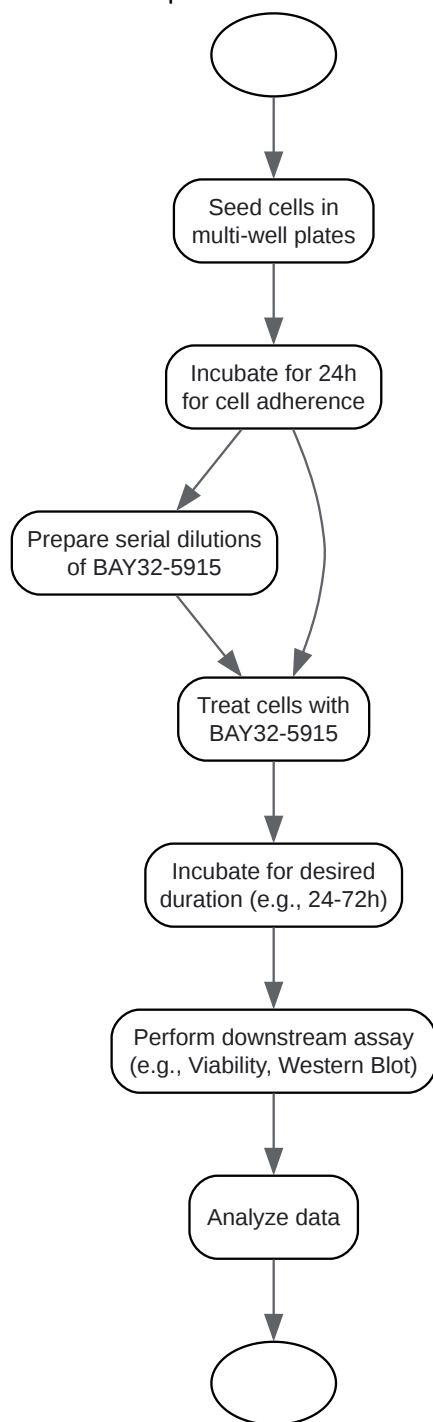 Seed cells in
multi-well plates
Incubate for 24h
for cell adherence
Prepare serial dilutions
of BAY32-5915
Treat cells with
BAY32-5915
Incubate for desired
duration (e.g., 24-72h)
Perform downstream assay
(e.g., Viability, Western Blot)
Analyze data